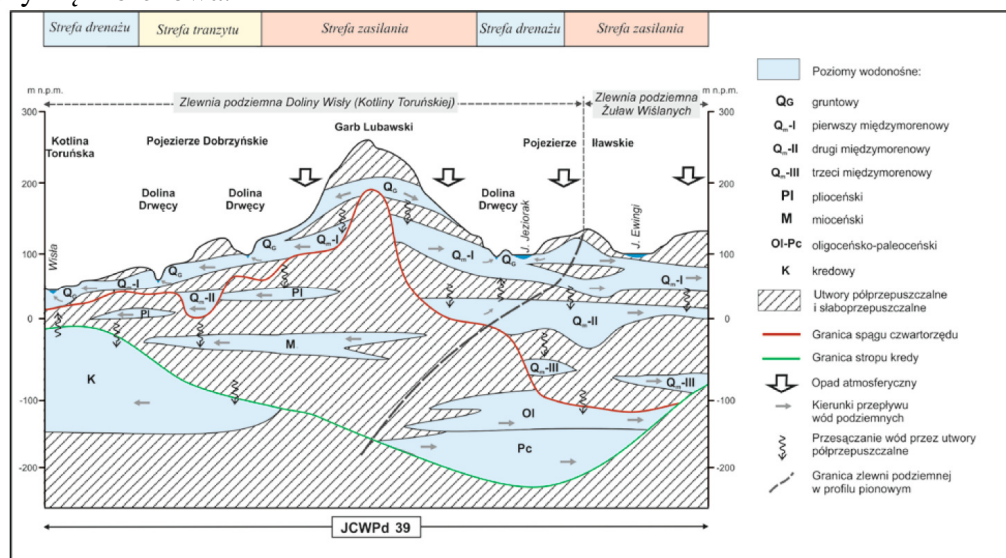 Strefa drenażu
Strefa tranzytu
Strefa zasilania
Strefa drenażu
Strefa zasilania
m n.p.m.
m n.p.m.
Zlewnia podziemna Doliny Wisły (Kotliny Toruńskiej)
Zlewnia podziemna
Żuław Wiślanych
300
300
200
200
100
100
0
0
-100
-100
-200
-200
Kotlina
Toruńska
Pojezierze Dobrzyńskie
Garb Lubawski
Pojezierze
Iławskie
Dolina
Drwęcy
Dolina
Drwęcy
Dolina
Drwęcy
Wisła
J. Jeziorak
J. Ewingi
QG
QG
QG
QG
QG
Qm-I
Qm-I
Qm-I
Qm-I
Qm-II
Qm-II
Qm-III
Qm-III
Pl
Pl
M
K
Ol
Pc
JCWPd 39
Poziomy wodonośne:
QG gruntowy
Qm-I pierwszy międzymorenowy
Qm-II drugi międzymorenowy
Qm-III trzeci międzymorenowy
Pl plioceński
M mioceński
Ol-Pc oligoceńsko-paleoceński
K kredowy
Utwory półprzepuszczalne
i słaboprzepuszczalne
Granica spągu czwartorzędu
Granica stropu kredy
Opad atmosferyczny
Kierunki przepływu
wód podziemnych
Przesączanie wód przez utwory
półprzepuszczalne
Granica zlewni podziemnej
w profilu pionowym